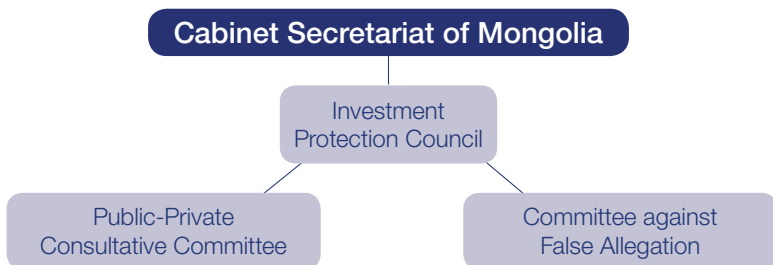 Cabinet Secretariat of Mongolia
Investment
Protection Council
Public-Private
Consultative Committee
Committee against
False Allegation